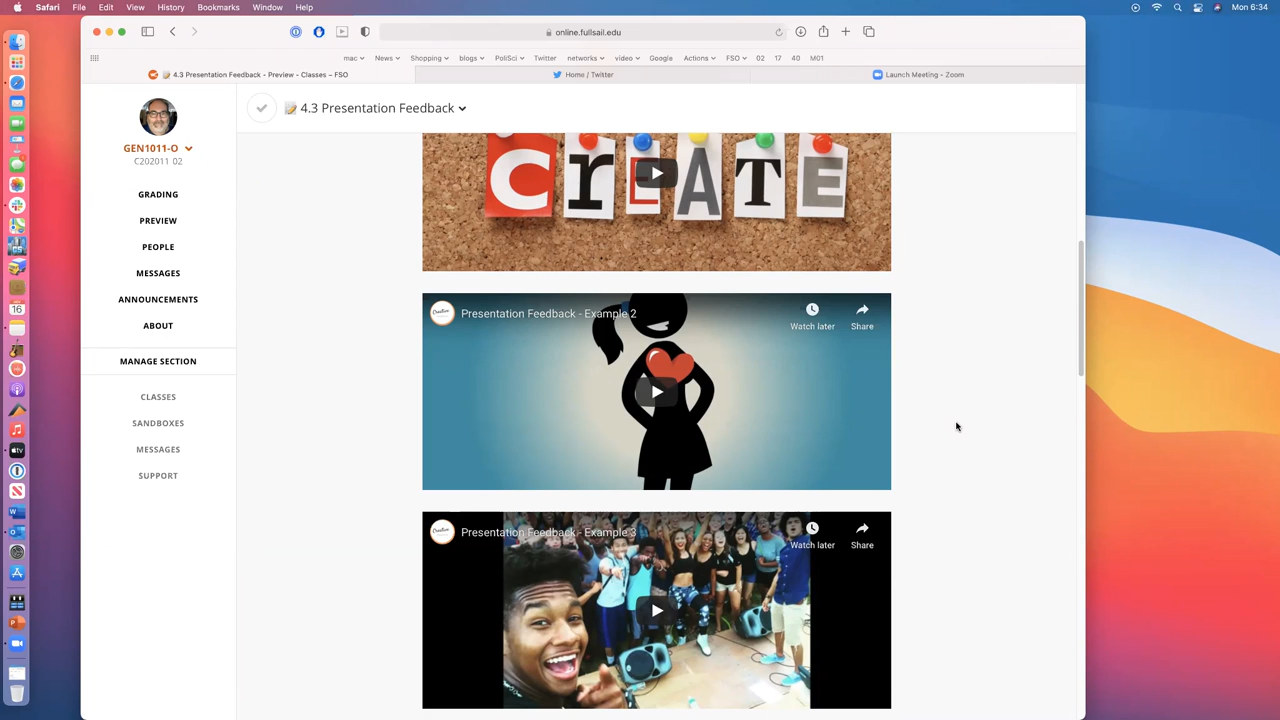 Safari File Edit View History Bookmarks Window Help Mon 6:34
online.fullsail.edu
mac News Shopping blogs PoliSci Twitter networks video Google Actions FSO 02 17 40 M01
4.3 Presentation Feedback - Preview - Classes – FSO Home / Twitter Launch Meeting - Zoom
4.3 Presentation Feedback
GEN1011-O
C202011 02
GRADING
PREVIEW
PEOPLE
MESSAGES
ANNOUNCEMENTS
ABOUT
MANAGE SECTION
CLASSES
SANDBOXES
MESSAGES
SUPPORT
CrEATE
Presentation Feedback - Example 2
Watch later Share
Presentation Feedback - Example 3
Watch later Share
16